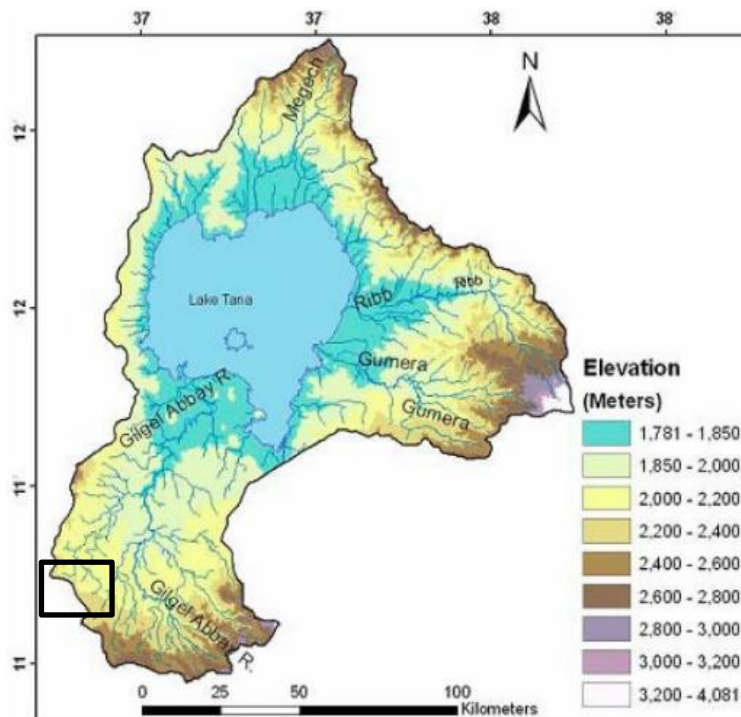 37 37 38 38
N
12
12
11
11
Megech
Lake Tana
Ribb
Ribb
Gumera
Gumera
Gilgel Abbay R.
Gilgel Abbay R.
Elevation
(Meters)
1,781 - 1,850
1,850 - 2,000
2,000 - 2,200
2,200 - 2,400
2,400 - 2,600
2,600 - 2,800
2,800 - 3,000
3,000 - 3,200
3,200 - 4,081
0 25 50 100
Kilometers